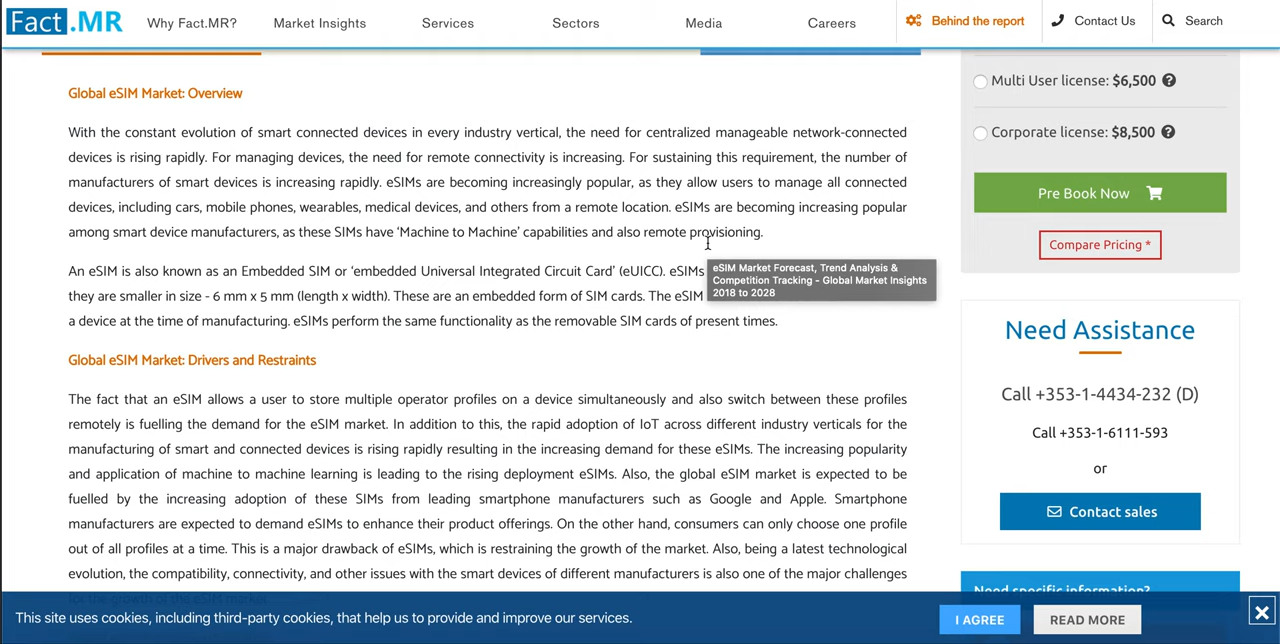 Fact.MR
Why Fact.MR?
Market Insights
Services
Sectors
Media
Careers
Behind the report
Contact Us
Search
Global eSIM Market: Overview
With the constant evolution of smart connected devices in every industry vertical, the need for centralized manageable network-connected
devices is rising rapidly. For managing devices, the need for remote connectivity is increasing. For sustaining this requirement, the number of
manufacturers of smart devices is increasing rapidly. eSIMs are becoming increasingly popular, as they allow users to manage all connected
devices, including cars, mobile phones, wearables, medical devices, and others from a remote location. eSIMs are becoming increasing popular
among smart device manufacturers, as these SIMs have ‘Machine to Machine’ capabilities and also remote provisioning.
An eSIM is also known as an Embedded SIM or ‘embedded Universal Integrated Circuit Card’ (eUICC). eSIMs
they are smaller in size - 6 mm x 5 mm (length x width). These are an embedded form of SIM cards. The eSIM
a device at the time of manufacturing. eSIMs perform the same functionality as the removable SIM cards of present times.
eSIM Market Forecast, Trend Analysis &
Competition Tracking - Global Market Insights
2018 to 2028
Global eSIM Market: Drivers and Restraints
The fact that an eSIM allows a user to store multiple operator profiles on a device simultaneously and also switch between these profiles
remotely is fuelling the demand for the eSIM market. In addition to this, the rapid adoption of IoT across different industry verticals for the
manufacturing of smart and connected devices is rising rapidly resulting in the increasing demand for these eSIMs. The increasing popularity
and application of machine to machine learning is leading to the rising deployment eSIMs. Also, the global eSIM market is expected to be
fuelled by the increasing adoption of these SIMs from leading smartphone manufacturers such as Google and Apple. Smartphone
manufacturers are expected to demand eSIMs to enhance their product offerings. On the other hand, consumers can only choose one profile
out of all profiles at a time. This is a major drawback of eSIMs, which is restraining the growth of the market. Also, being a latest technological
evolution, the compatibility, connectivity, and other issues with the smart devices of different manufacturers is also one of the major challenges
for the growth of the eSIM market.
Multi User license: $6,500
Corporate license: $8,500
Pre Book Now
Compare Pricing *
Need Assistance
Call +353-1-4434-232 (D)
Call +353-1-6111-593
or
Contact sales
Need specific information?
This site uses cookies, including third-party cookies, that help us to provide and improve our services.
I AGREE
READ MORE